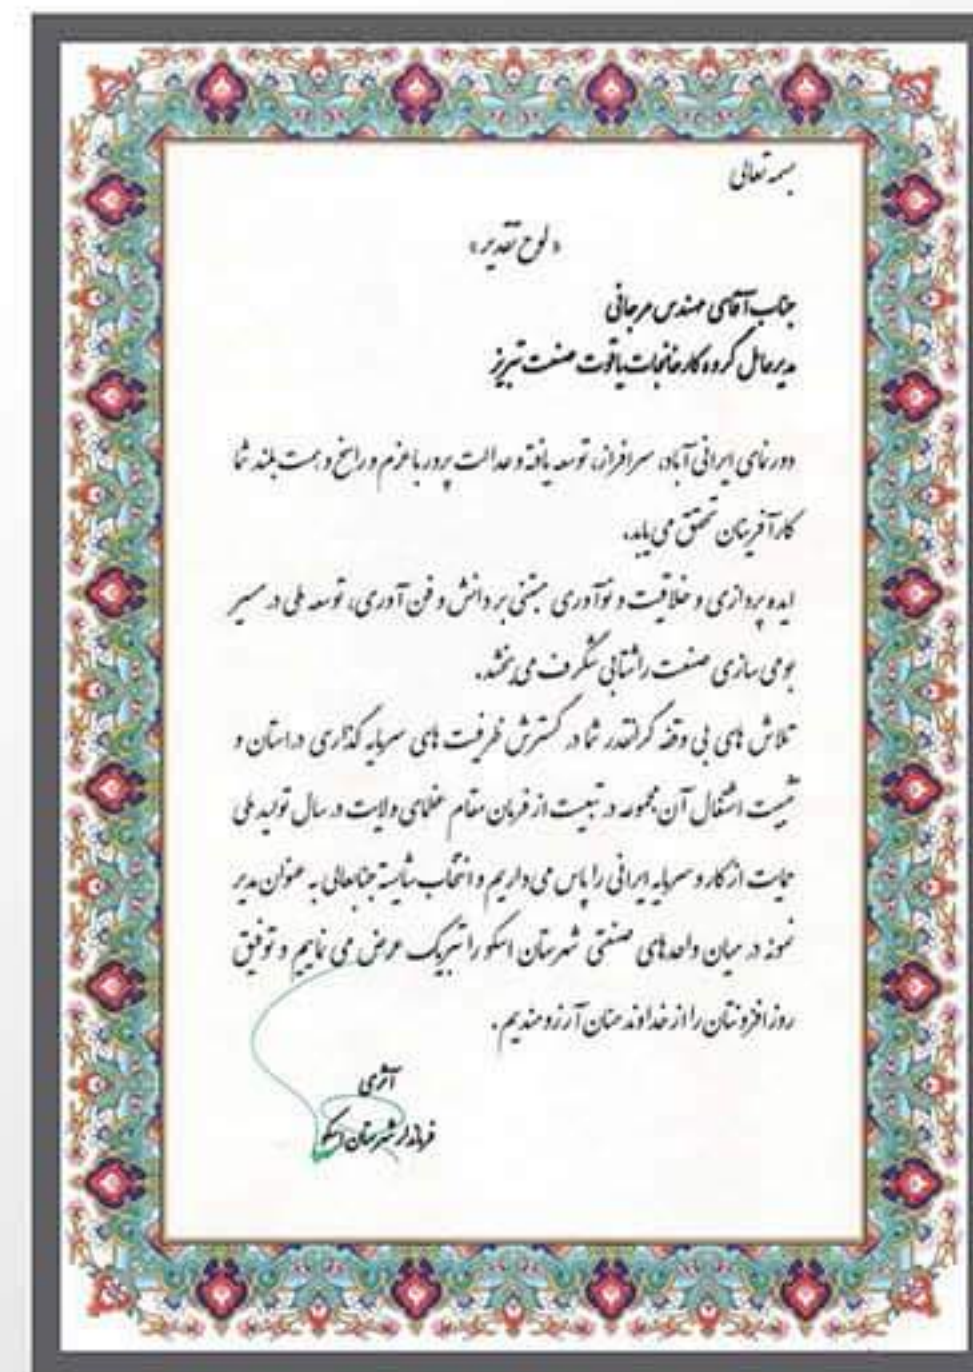 بسمه تعالی
« لوح تقدیر »
جناب آقای مهندس مرجانی
مدیرعامل گروه کارخانجات یاقوت صنعت تبریز
دورنمای ایرانی آباد، سرافراز، توسعه یافته و عدالت پرور با عزم و راسخ و همت بلند شما
کارآفرینان تحقق می یابد.
ایده پردازی و خلاقیت و نوآوری مبتنی بر دانش و فن آوری، توسعه ملی در مسیر
بومی سازی صنعت را شتابی شگرف می بخشد.
تلاش های بی وقفه گرانقدر شما در گسترش ظرفیت های سرمایه گذاری در استان و
تثبیت اشتغال آن مجموعه در تبعیت از فرمان مقام عظمای ولایت در سال تولید ملی
حمایت از کار و سرمایه ایرانی را پاس می داریم و انتخاب شایسته جنابعالی به عنوان مدیر
نمونه در میان واحدهای صنعتی شهرستان اسکو را تبریک عرض می نماییم و توفیق
روز افزونتان را از خداوند منان آرزومندیم.
فرماندار شهرستان اسکو